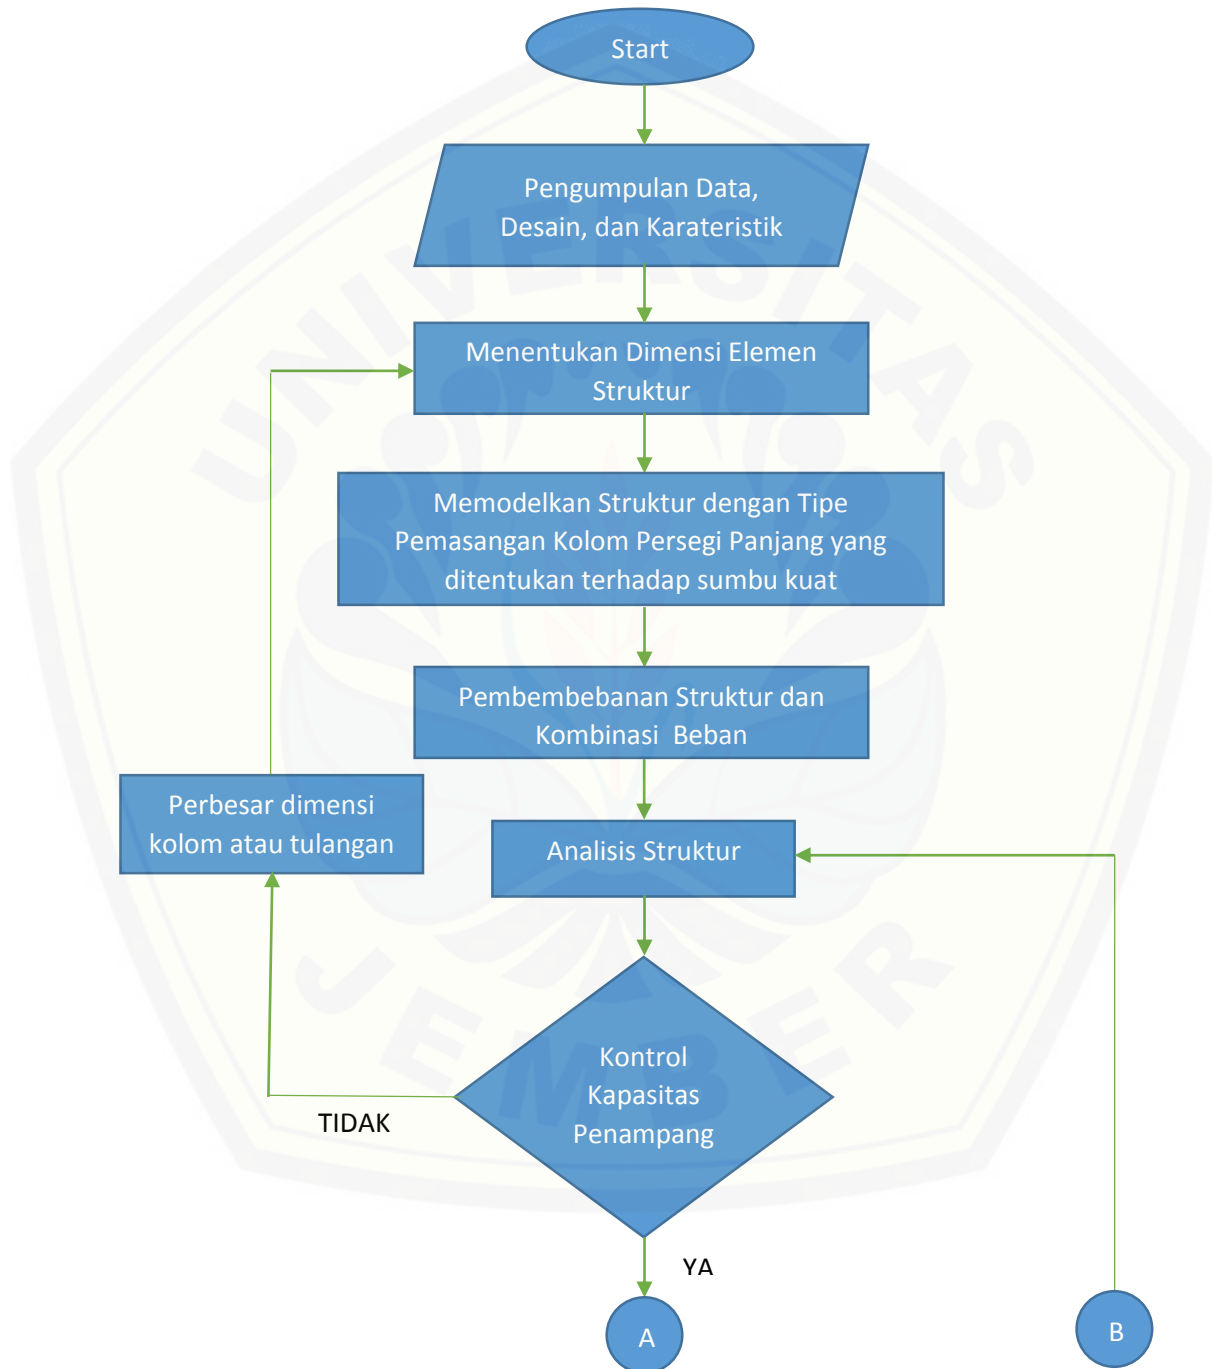 Start
Pengumpulan Data,
Desain, dan Karateristik
Menentukan Dimensi Elemen
Struktur
Memodelkan Struktur dengan Tipe
Pemasangan Kolom Persegi Panjang yang
ditentukan terhadap sumbu kuat
Pembembebanan Struktur dan
Kombinasi Beban
Perbesar dimensi
kolom atau tulangan
Analisis Struktur
Kontrol
Kapasitas
Penampang
TIDAK
YA
A
B
UNIVERSITAS
JEMBER